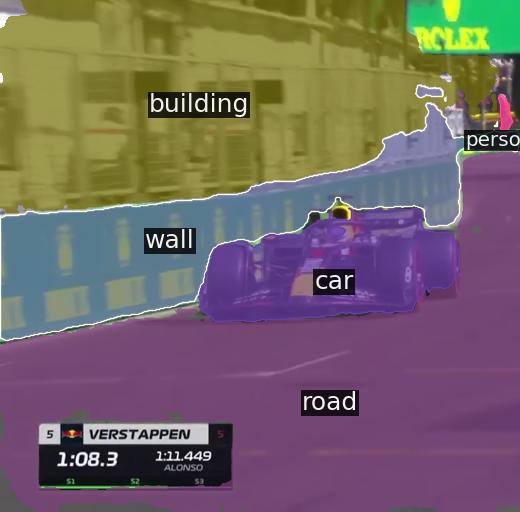 ROLEX
building
perso
wall
car
road
5 VERSTAPPEN 5
1:08.3 1:11.449
ALONSO
S1 S2 S3